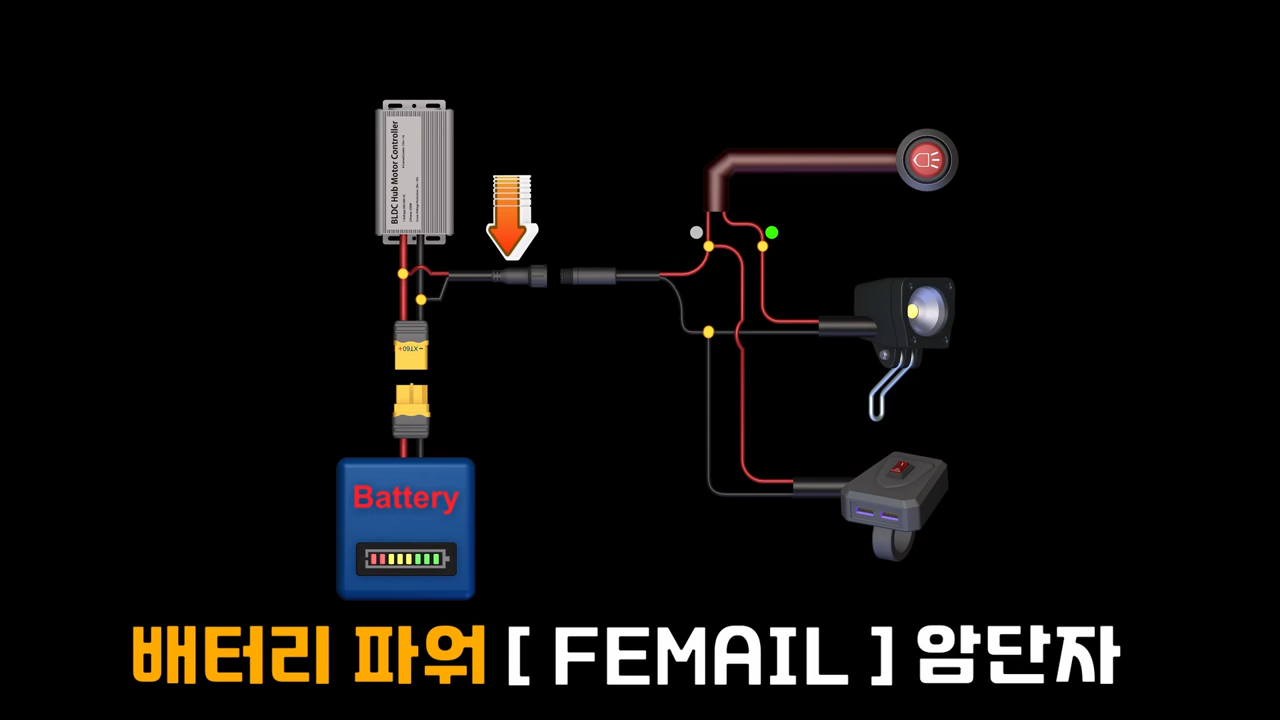 BLDC Hub Motor Controller
− XT60 +
Battery
배터리 파워 [ FEMAIL ] 암단자